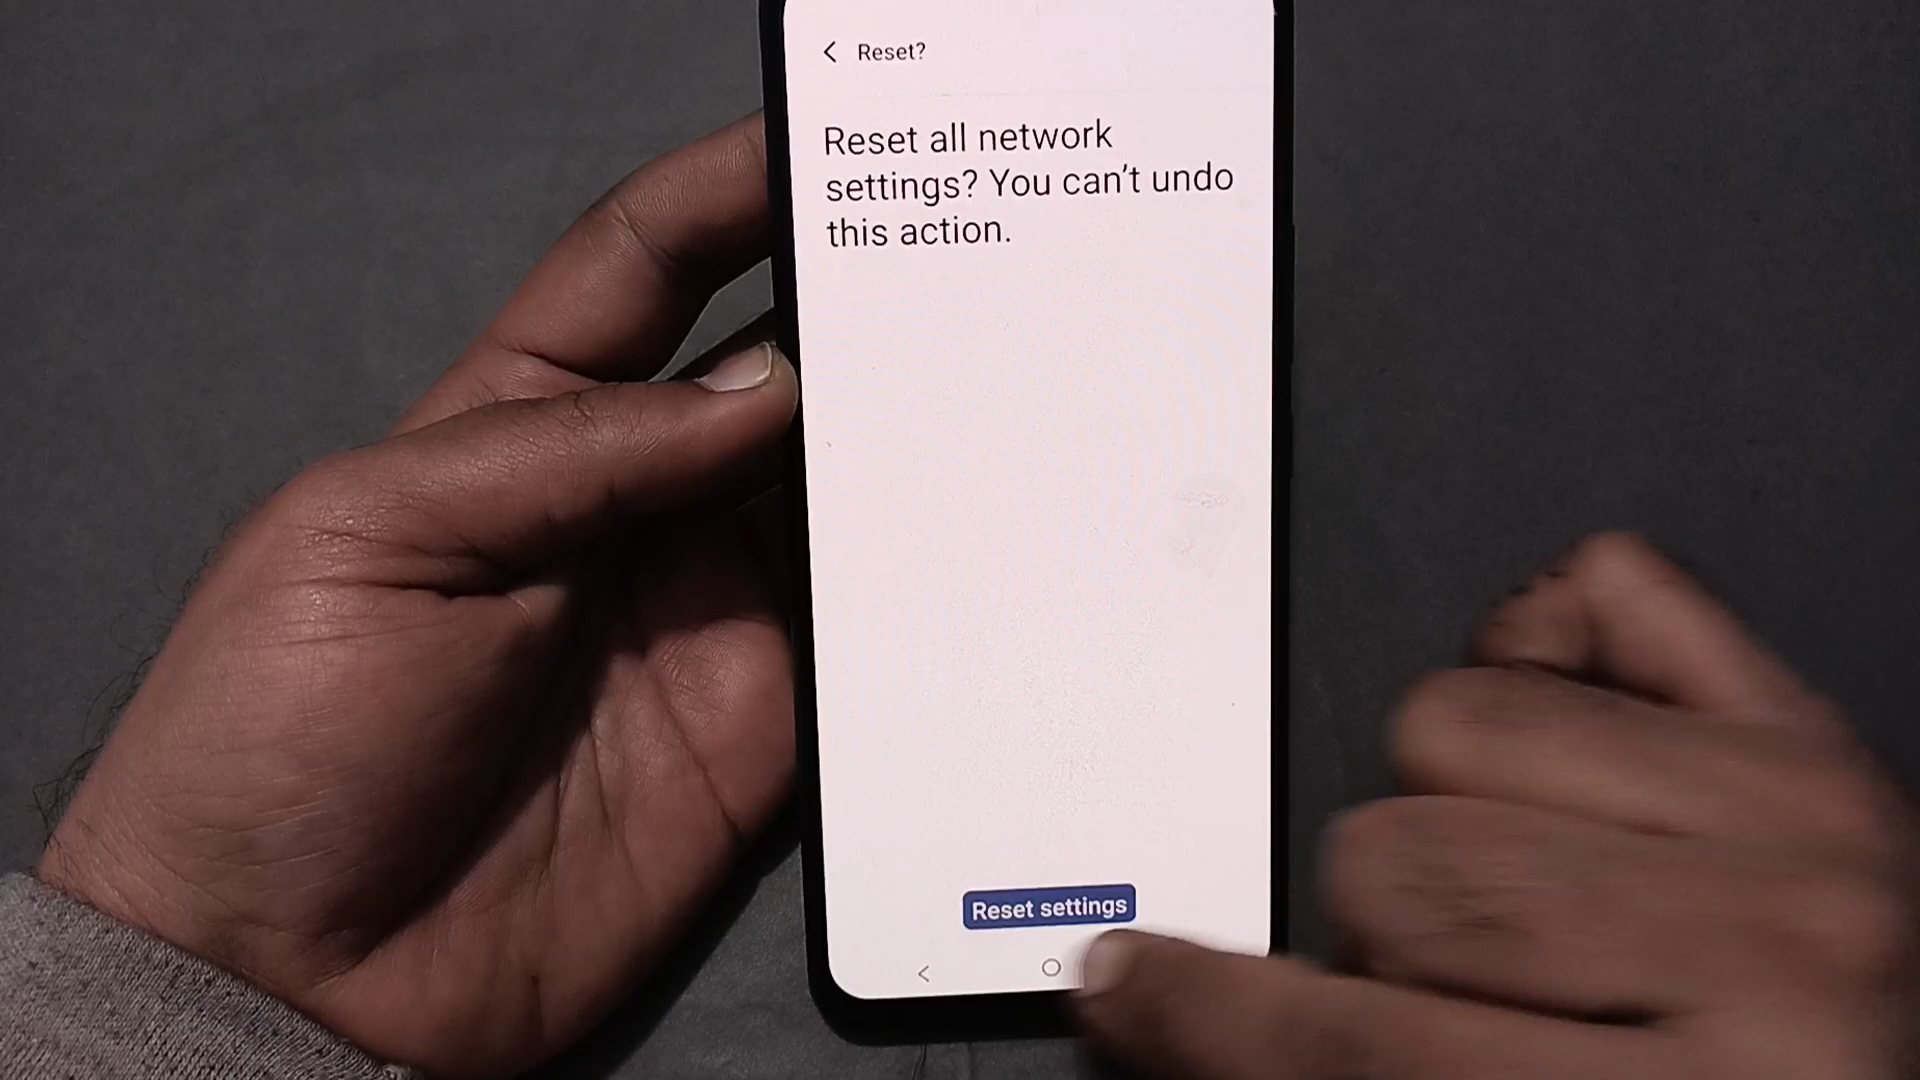 Reset?
Reset all network
settings? You can't undo
this action.
Reset settings